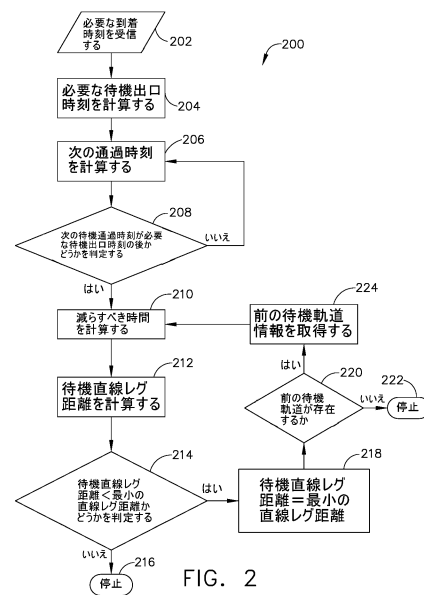 必要な到着
時刻を受信
する
202
200
必要な待機出口
時刻を計算する
204
206
次の通過時刻
を計算する
208
次の待機通過時刻が必要
な待機出口時刻の後か
どうかを判定する
いいえ
はい
210
減らすべき時間
を計算する
224
前の待機軌道
情報を取得する
212
待機直線レグ
距離を計算する
はい
220
前の待機
軌道が存在
するか
いいえ
222
停止
214
待機直線レグ
距離<最小の
直線レグ距離か
どうかを判定する
はい
218
待機直線レグ
距離=最小の
直線レグ距離
いいえ
216
停止
FIG. 2